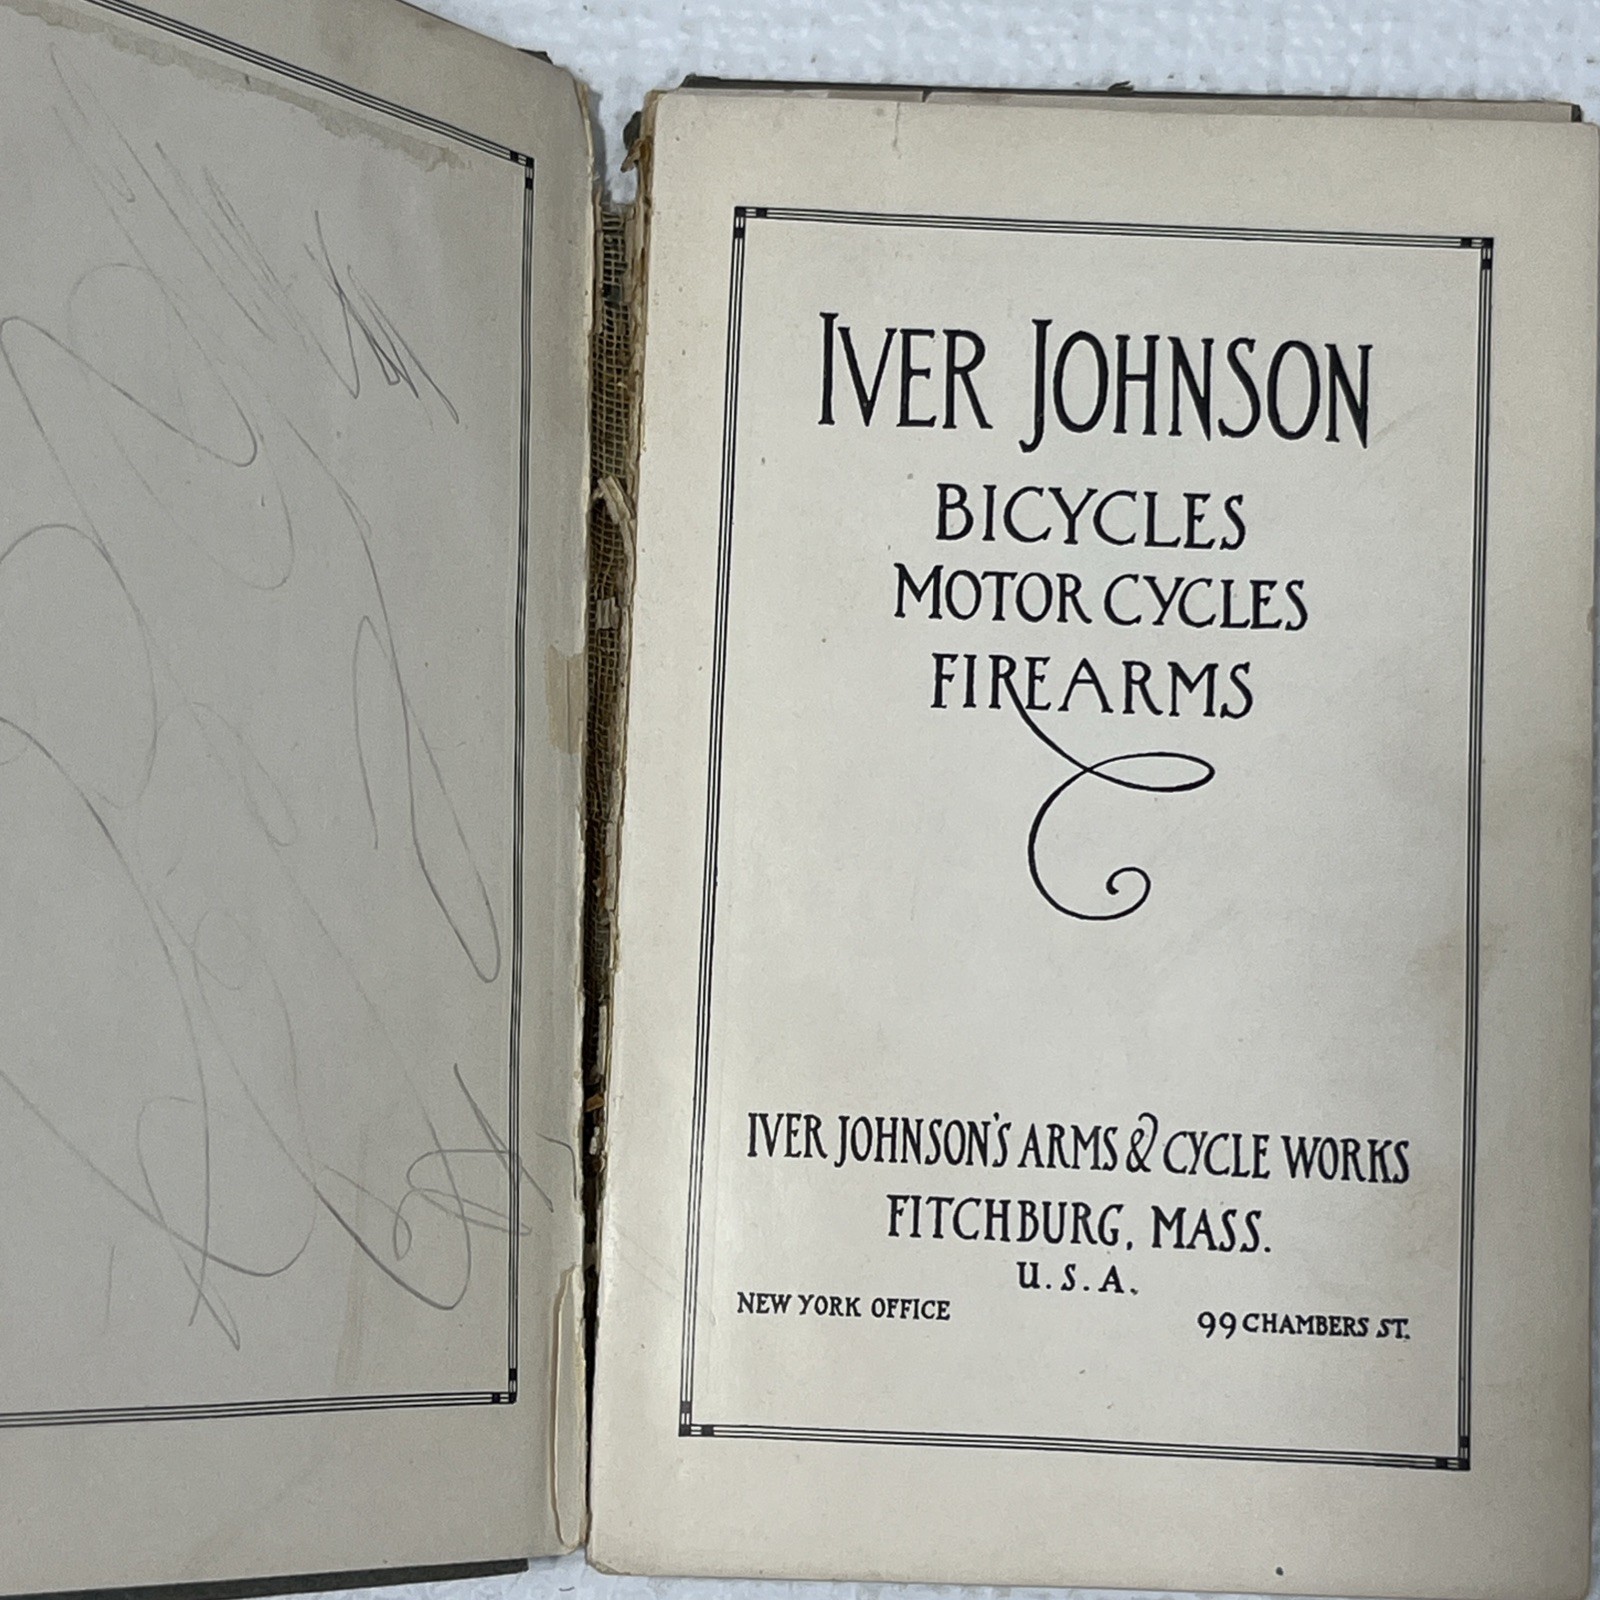 IVER JOHNSON
BICYCLES
MOTOR CYCLES
FIREARMS
IVER JOHNSON'S ARMS & CYCLE WORKS
FITCHBURG, MASS.
U.S.A.
NEW YORK OFFICE 99 CHAMBERS ST.